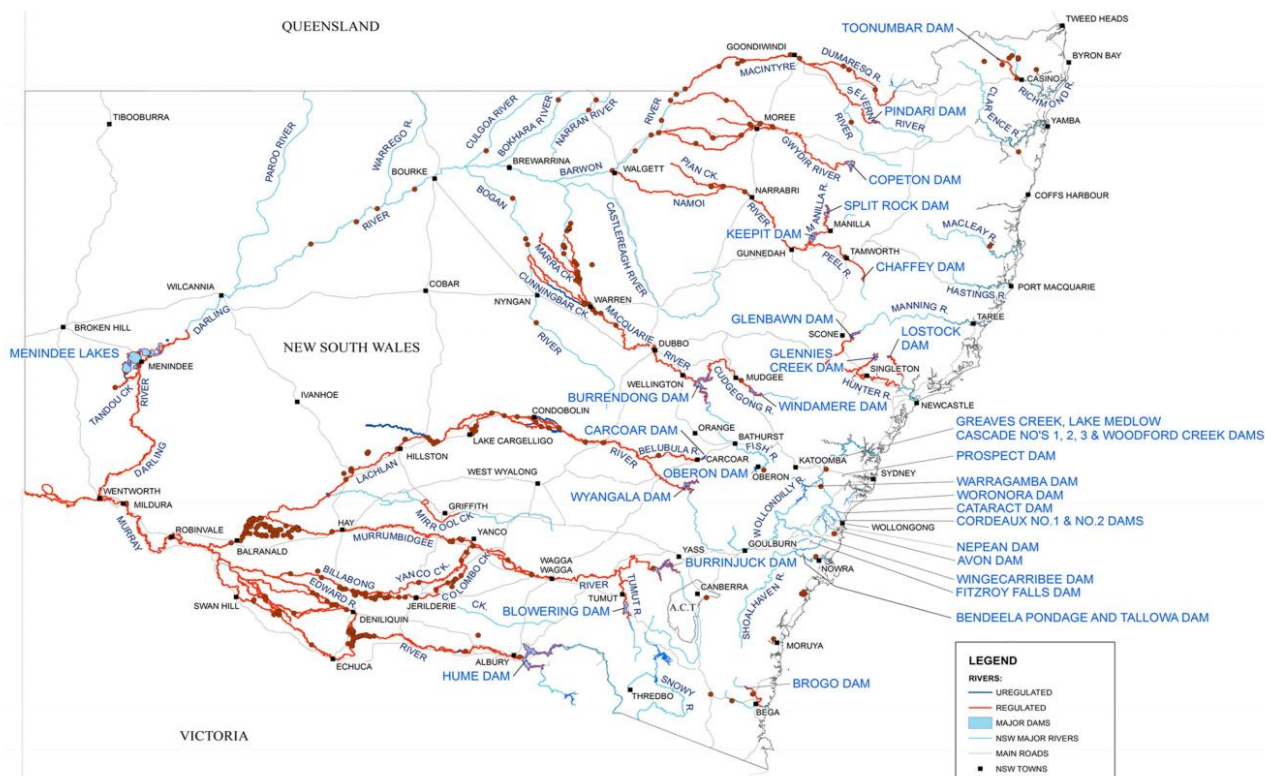 QUEENSLAND
TWEED HEADS
TOONUMBAR DAM
GOONDIWINDI
DUMARESQ R.
BYRON BAY
MACINTYRE
CASINO
RICHMOND R.
TIBOOBURRA
PAROO RIVER
WARREGO R.
CULGOA RIVER
BOKHARA RIVER
NARRAN RIVER
RIVER
MOREE
SEVERN
RIVER
PINDARI DAM
RIVER
CLARENCE R.
YAMBA
GWYDIR RIVER
BREWARRINA
BARWON
WALGETT
PIAN CK.
COPETON DAM
BOURKE
NARRABRI
NAMOI
RIVER
MANILLA R.
SPLIT ROCK DAM
COFFS HARBOUR
BOGAN
CASTLEREAGH RIVER
KEEPIT DAM
MANILLA
MACLEAY R.
RIVER
GUNNEDAH
TAMWORTH
PEEL R.
CHAFFEY DAM
MARRA CK
WILCANNIA
COBAR
CUNNINGBAR CK.
NYNGAN
WARREN
HASTINGS R.
PORT MACQUARIE
DARLING
MACQUARIE
MANNING R.
BROKEN HILL
GLENBAWN DAM
TAREE
SCONE
LOSTOCK
DAM
RIVER
MENINDEE LAKES
NEW SOUTH WALES
DUBBO
RIVER
GLENNIES
CREEK DAM
MENINDEE
SINGLETON
TANDOU CK
RIVER
WELLINGTON
CUDGEGONG R.
MUDGEE
HUNTER R.
BURRENDONG DAM
WINDAMERE DAM
NEWCASTLE
IVANHOE
CONDOBOLIN
GREAVES CREEK, LAKE MEDLOW
CASCADE NO'S 1, 2, 3 & WOODFORD CREEK DAMS
CARCOAR DAM
ORANGE
LAKE CARGELLIGO
BATHURST
DARLING
HILLSTON
BELUBULA R.
FISH R.
CARCOAR
PROSPECT DAM
LACHLAN
RIVER
OBERON DAM
OBERON
KATOOMBA
SYDNEY
WEST WYALONG
WARRAGAMBA DAM
WENTWORTH
WYANGALA DAM
WOLLONDILLY R.
WORONORA DAM
MILDURA
GRIFFITH
CATARACT DAM
MIRROOL CK.
CORDEAUX NO.1 & NO.2 DAMS
MURRAY
ROBINVALE
HAY
WOLLONGONG
BALRANALD
MURRUMBIDGEE
YANCO
GOULBURN
NEPEAN DAM
YASS
AVON DAM
BURRINJUCK DAM
NOWRA
BILLABONG
YANCO CK.
COLOMBO CK.
WAGGA
WAGGA
WINGECARRIBEE DAM
EDWARD R.
RIVER
TUMUT R.
CANBERRA
FITZROY FALLS DAM
SWAN HILL
JERILDERIE
CK.
TUMUT
A.C.T
SHOALHAVEN R.
DENILIQUIN
BLOWERING DAM
BENDEELA PONDAGE AND TALLOWA DAM
RIVER
MORUYA
ECHUCA
ALBURY
HUME DAM
SNOWY
R.
THREDBO
BROGO DAM
BEGA
VICTORIA
LEGEND
RIVERS:
UREGULATED
REGULATED
MAJOR DAMS
NSW MAJOR RIVERS
MAIN ROADS
NSW TOWNS